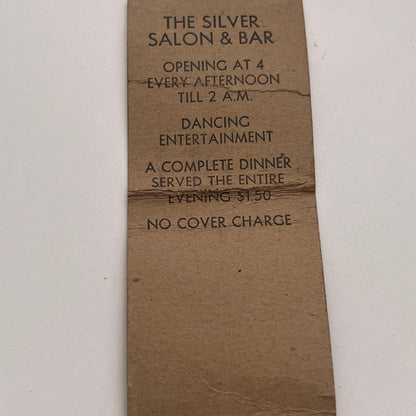 THE SILVER
SALON & BAR
OPENING AT 4
EVERY AFTERNOON
TILL 2 A.M.
DANCING
ENTERTAINMENT
A COMPLETE DINNER
SERVED THE ENTIRE
EVENING $1.50
NO COVER CHARGE